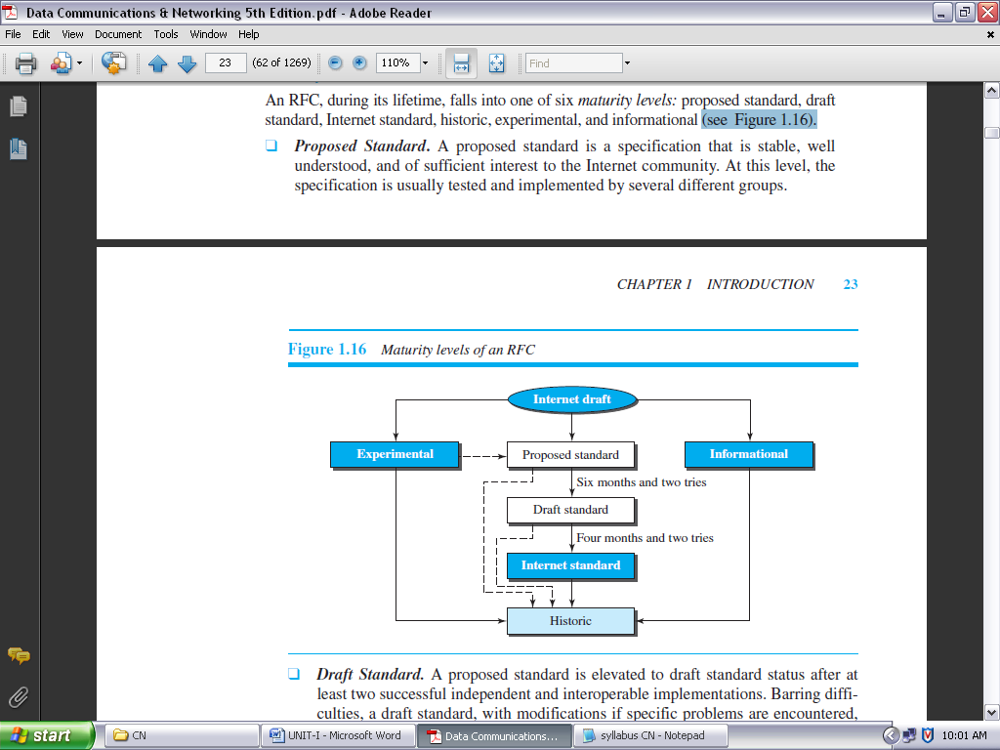 Data Communications & Networking 5th Edition.pdf - Adobe Reader
File Edit View Document Tools Window Help
23 (62 of 1269) 110% Find
An RFC, during its lifetime, falls into one of six maturity levels: proposed standard, draft
standard, Internet standard, historic, experimental, and informational (see Figure 1.16).
❑ Proposed Standard. A proposed standard is a specification that is stable, well
understood, and of sufficient interest to the Internet community. At this level, the
specification is usually tested and implemented by several different groups.
CHAPTER 1 INTRODUCTION 23
Figure 1.16 Maturity levels of an RFC
Internet draft
Experimental Proposed standard Informational
Six months and two tries
Draft standard
Four months and two tries
Internet standard
Historic
❑ Draft Standard. A proposed standard is elevated to draft standard status after at
least two successful independent and interoperable implementations. Barring diffi-
culties, a draft standard, with modifications if specific problems are encountered,
start CN UNIT-I - Microsoft Word Data Communications... syllabus CN - Notepad 10:01 AM